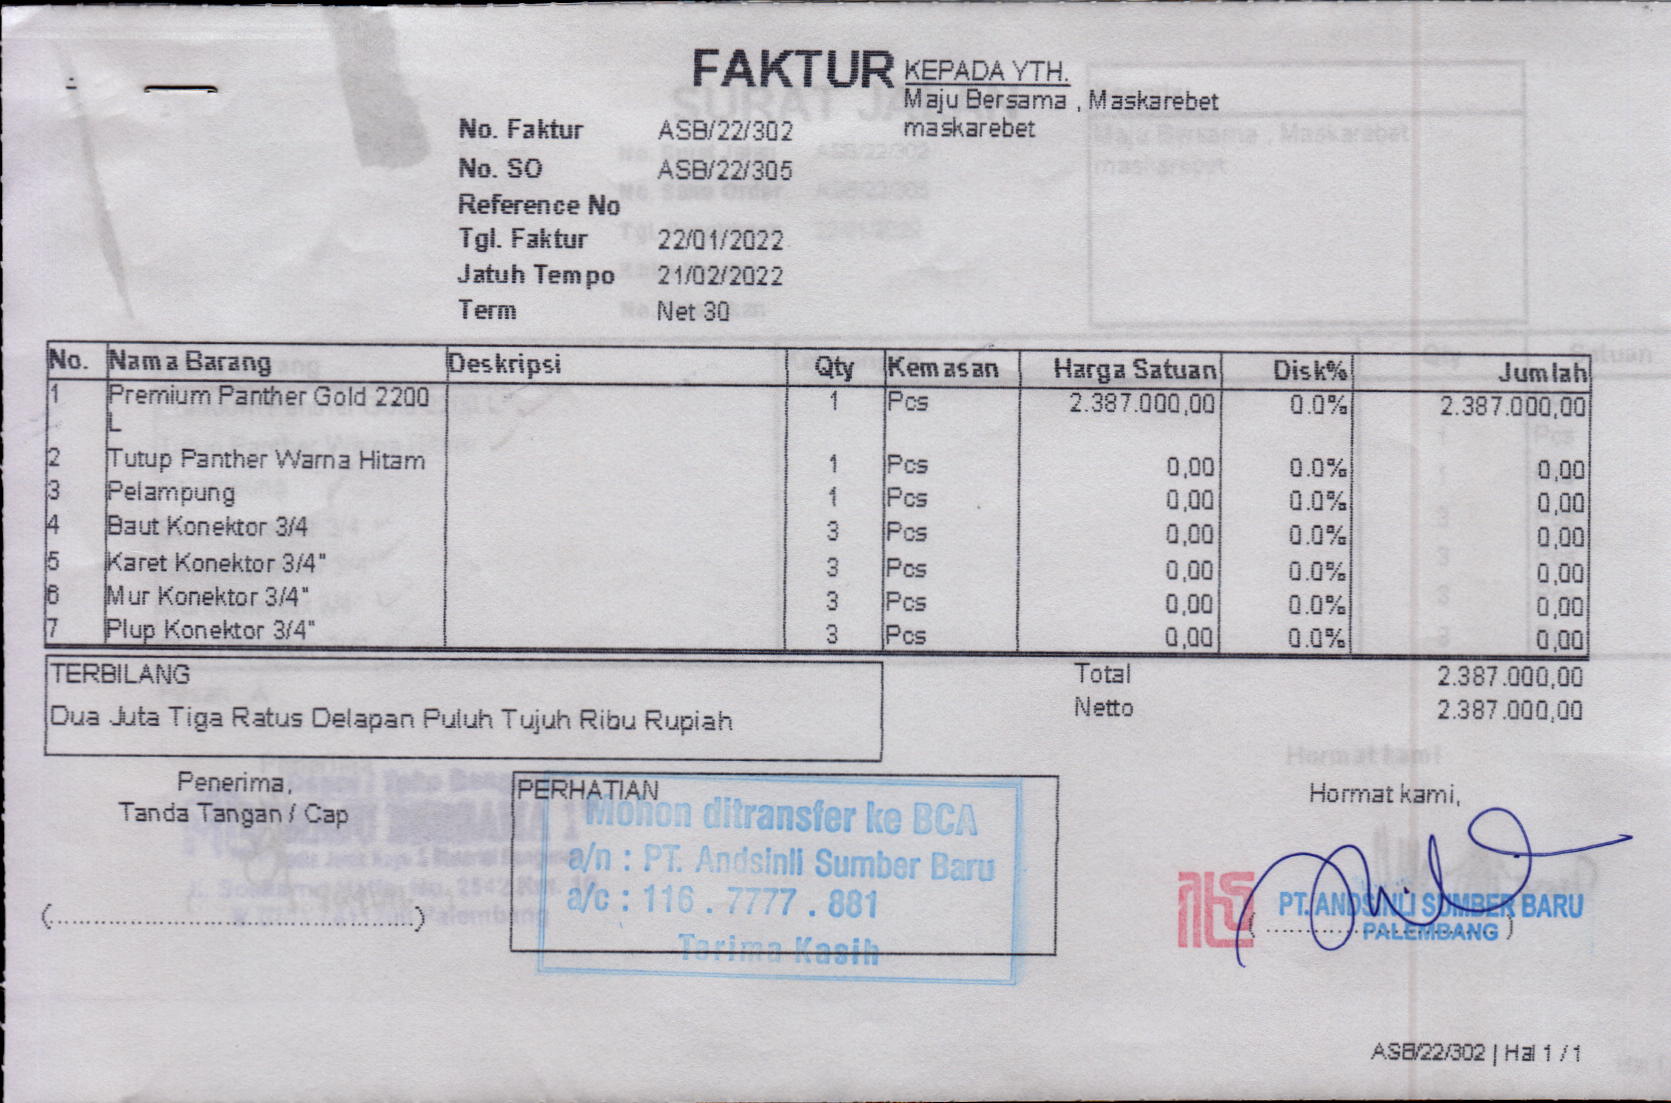 FAKTUR
KEPADA YTH.
Maju Bersama , Maskarebet
maskarebet
No. Faktur ASB/22/302
No. SO ASB/22/305
Reference No
Tgl. Faktur 22/01/2022
Jatuh Tempo 21/02/2022
Term Net 30
No. Nama Barang Deskripsi Qty Kemasan Harga Satuan Disk% Jumlah
1 Premium Panther Gold 2200 1 Pcs 2.387.000,00 0.0% 2.387.000,00
L
2 Tutup Panther Warna Hitam 1 Pcs 0,00 0.0% 0,00
3 Pelampung 1 Pcs 0,00 0.0% 0,00
4 Baut Konektor 3/4 3 Pcs 0,00 0.0% 0,00
5 Karet Konektor 3/4" 3 Pcs 0,00 0.0% 0,00
6 Mur Konektor 3/4" 3 Pcs 0,00 0.0% 0,00
7 Plup Konektor 3/4" 3 Pcs 0,00 0.0% 0,00
TERBILANG
Dua Juta Tiga Ratus Delapan Puluh Tujuh Ribu Rupiah
Total 2.387.000,00
Netto 2.387.000,00
Penerima,
Tanda Tangan / Cap
(..........................................)
PERHATIAN
Mohon ditransfer ke BCA
a/n : PT. Andsinli Sumber Baru
a/c : 116 . 7777 . 881
Terima Kasih
Hormat kami,
PT. ANDSINLI SUMBER BARU
PALEMBANG
ASB/22/302 | Hal 1 / 1